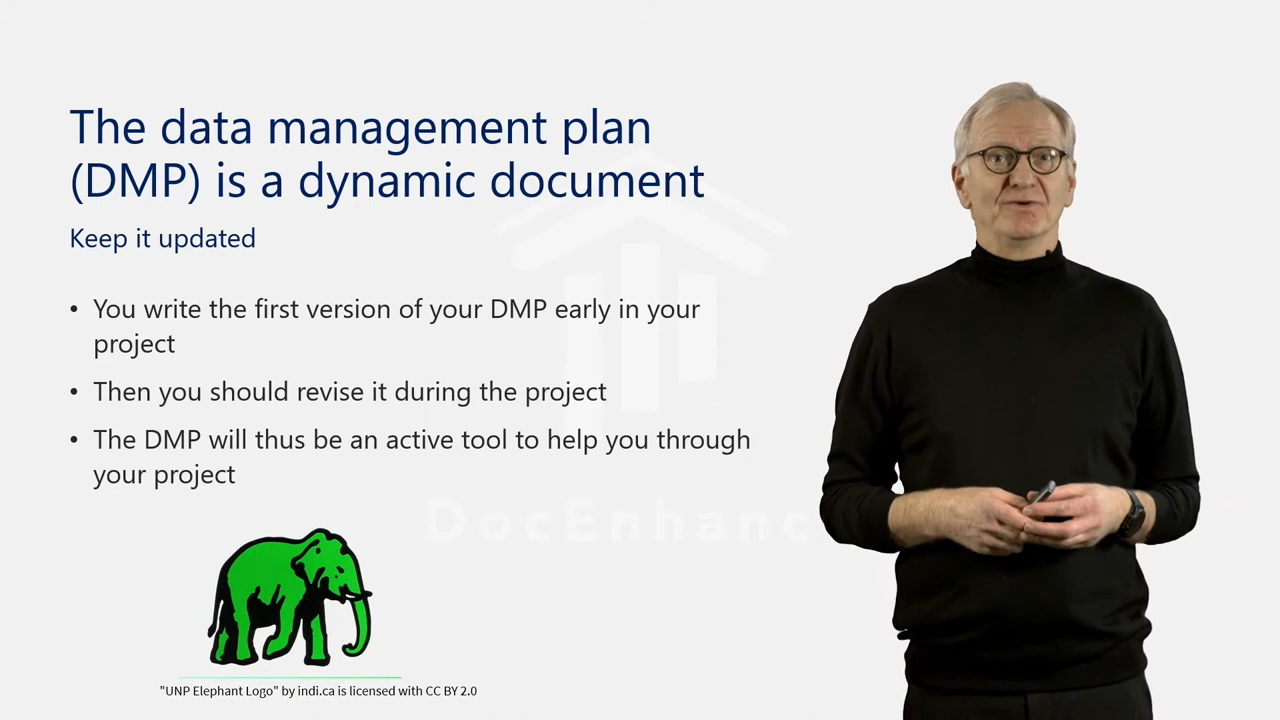 The data management plan
(DMP) is a dynamic document
Keep it updated
• You write the first version of your DMP early in your
project
• Then you should revise it during the project
• The DMP will thus be an active tool to help you through
your project
DocEnhanc
"UNP Elephant Logo" by indi.ca is licensed with CC BY 2.0